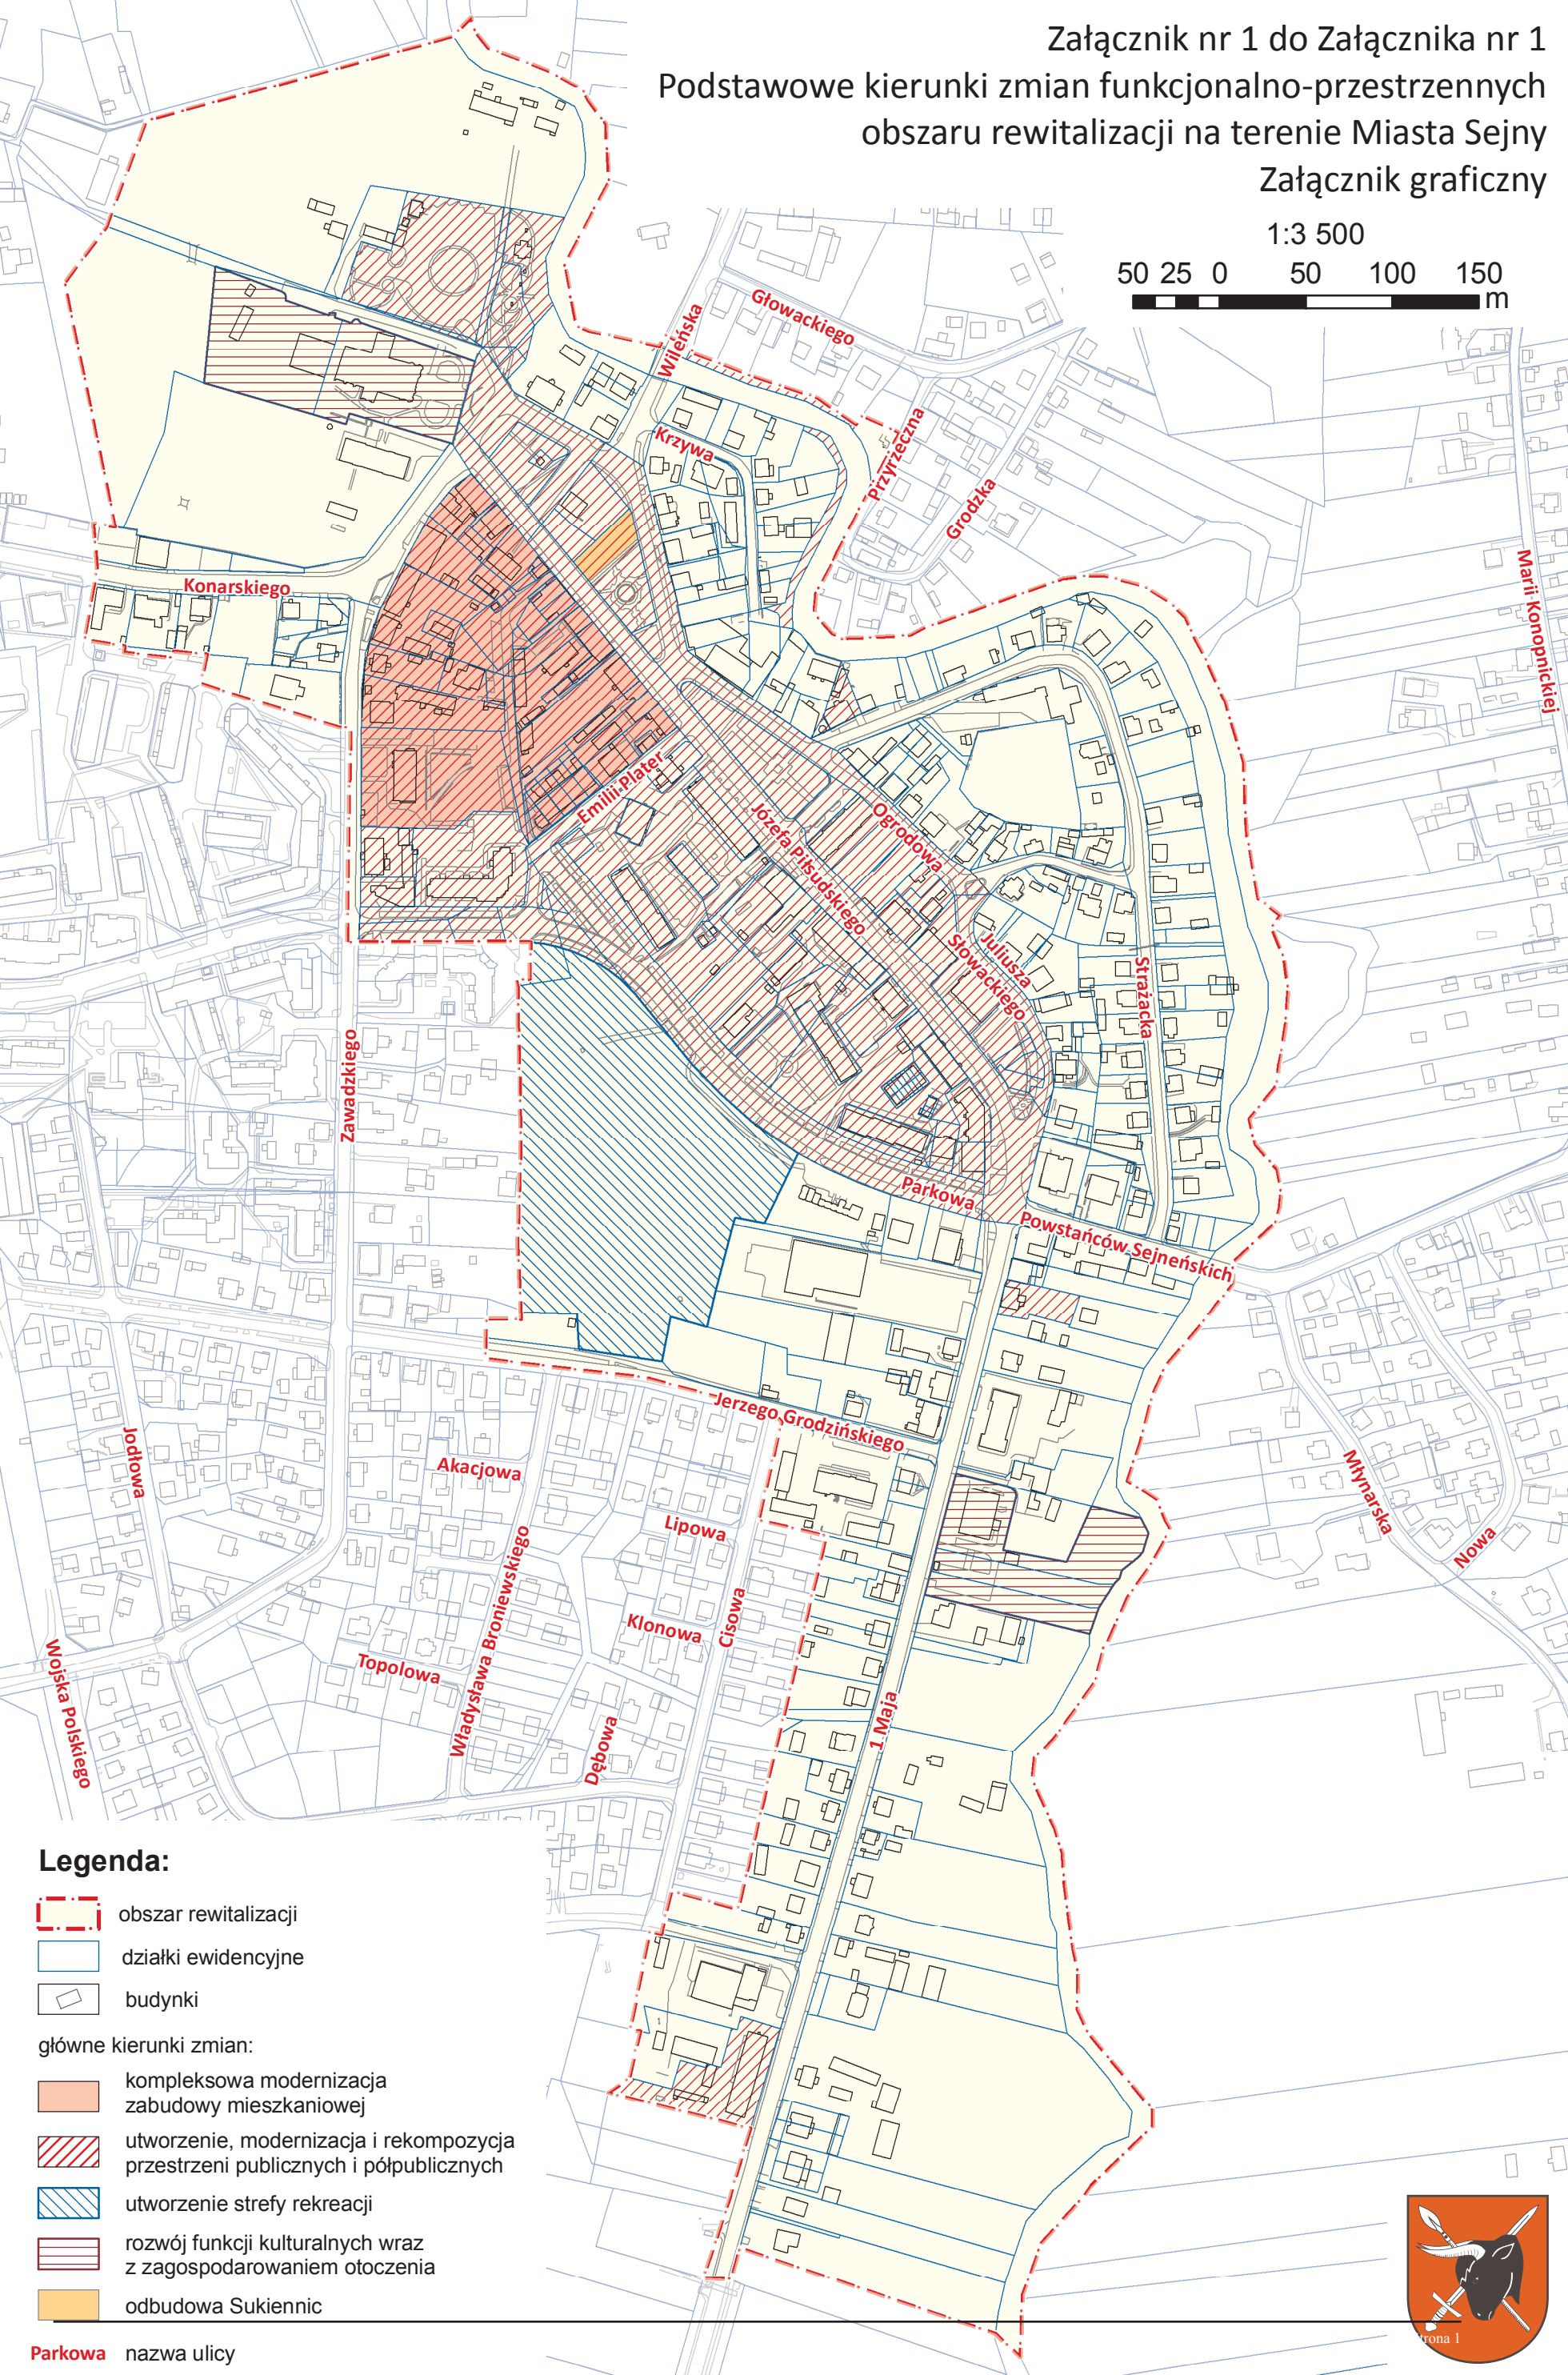 Załącznik nr 1 do Załącznika nr 1
Podstawowe kierunki zmian funkcjonalno-przestrzennych
obszaru rewitalizacji na terenie Miasta Sejny
Załącznik graficzny
1:3 500
50 25 0 50 100 150
m
Wileńska
Głowackiego
Krzywa
Przyrzeczna
Grodzka
Marii Konopnickiej
Konarskiego
Emilii Plater
Józefa Piłsudskiego
Ogrodowa
Juliusza
Słowackiego
Strażacka
Zawadzkiego
Parkowa
Powstańców Sejneńskich
Jerzego Grodzińskiego
Jodłowa
Akacjowa
Lipowa
Młynarska
Nowa
Władysława Broniewskiego
Klonowa
Cisowa
Topolowa
Wojska Polskiego
Dębowa
1 Maja
Legenda:
obszar rewitalizacji
działki ewidencyjne
budynki
główne kierunki zmian:
kompleksowa modernizacja
zabudowy mieszkaniowej
utworzenie, modernizacja i rekompozycja
przestrzeni publicznych i półpublicznych
utworzenie strefy rekreacji
rozwój funkcji kulturalnych wraz
z zagospodarowaniem otoczenia
odbudowa Sukiennic
Parkowa nazwa ulicy
trona 1